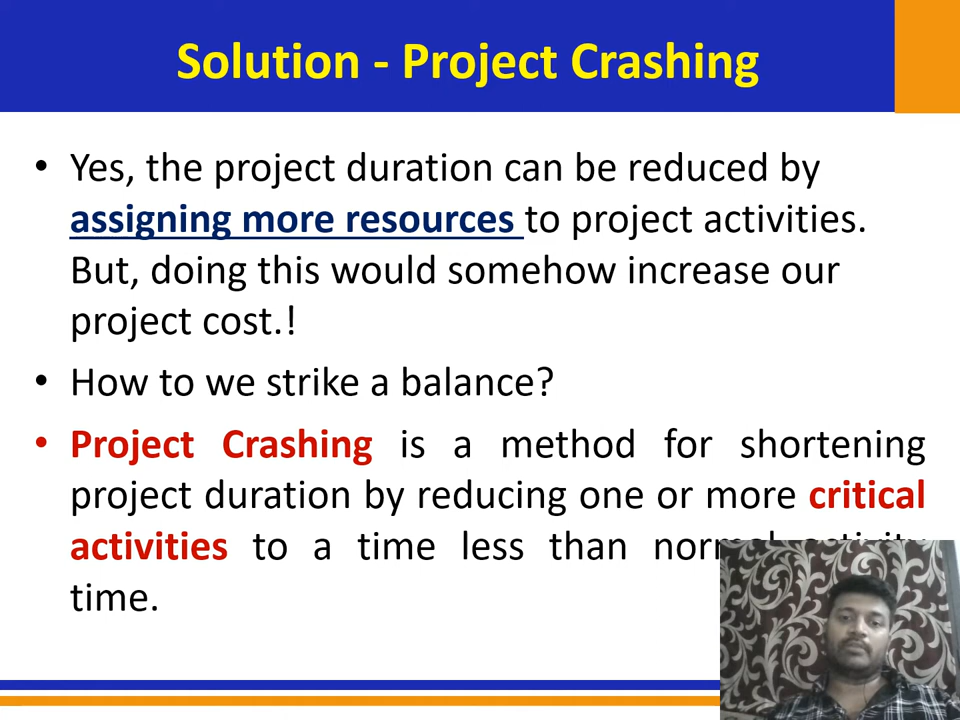 Solution - Project Crashing
• Yes, the project duration can be reduced by
assigning more resources to project activities.
But, doing this would somehow increase our
project cost.!
• How to we strike a balance?
• Project Crashing is a method for shortening
project duration by reducing one or more critical
activities to a time less than normal activity
time.